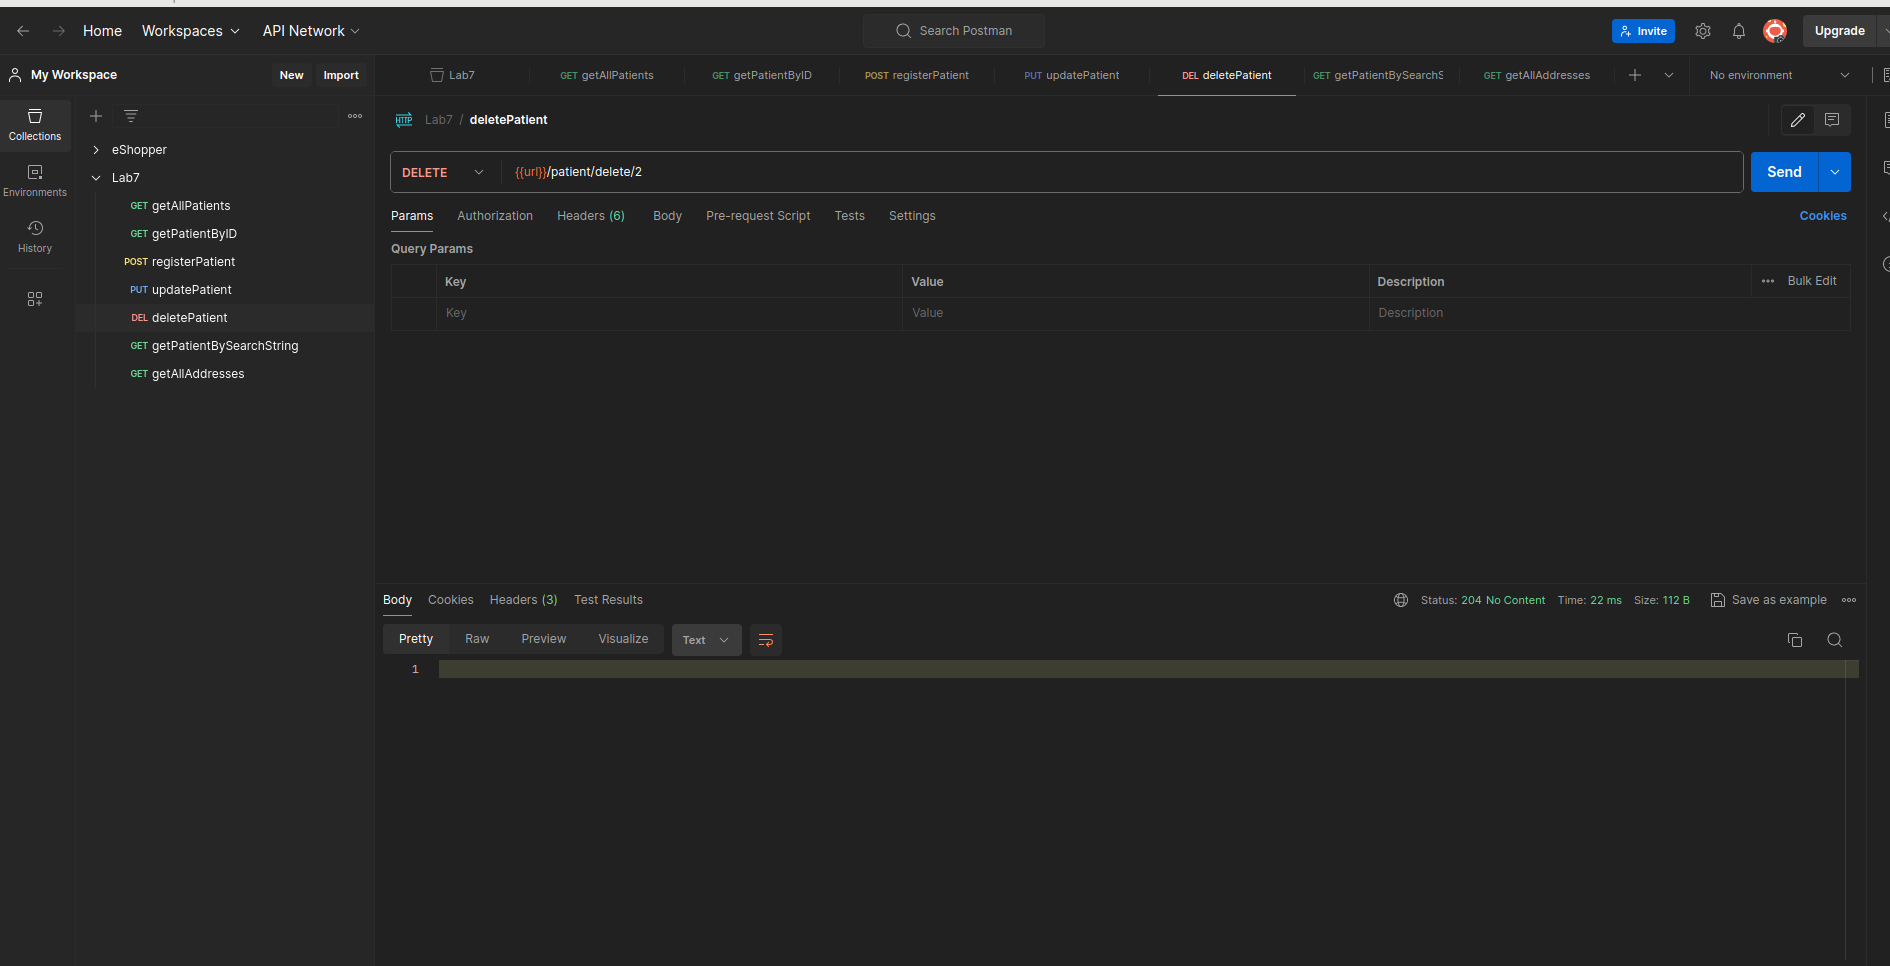 Home Workspaces API Network Search Postman Invite Upgrade
My Workspace New Import Lab7 GET getAllPatients GET getPatientByID POST registerPatient PUT updatePatient DEL deletePatient GET getPatientBySearchS GET getAllAddresses No environment
Collections
Environments
History
eShopper
Lab7
GET getAllPatients
GET getPatientByID
POST registerPatient
PUT updatePatient
DEL deletePatient
GET getPatientBySearchString
GET getAllAddresses
HTTP Lab7 / deletePatient
DELETE {{url}}/patient/delete/2 Send
Params Authorization Headers (6) Body Pre-request Script Tests Settings Cookies
Query Params
Key Value Description Bulk Edit
Key Value Description
Body Cookies Headers (3) Test Results Status: 204 No Content Time: 22 ms Size: 112 B Save as example
Pretty Raw Preview Visualize Text
1